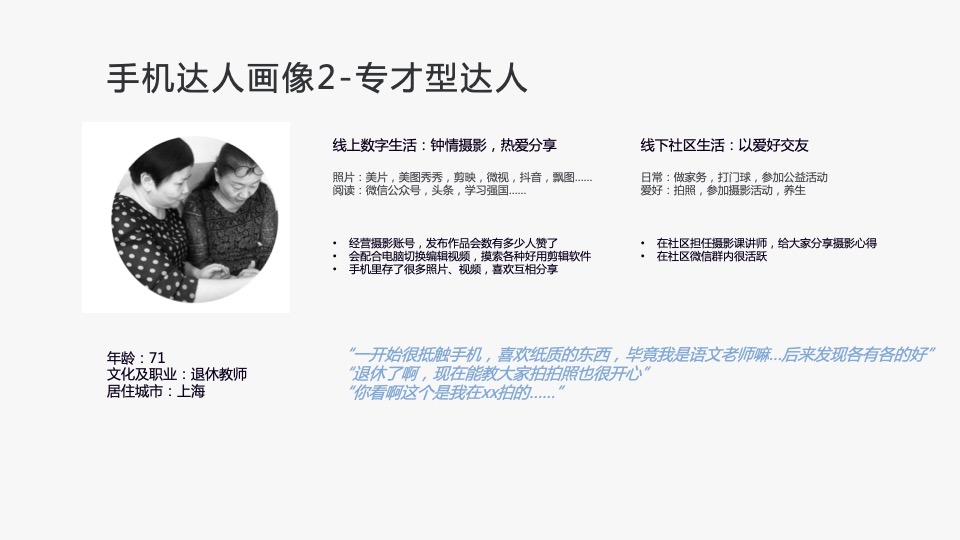 手机达人画像2-专才型达人
线上数字生活：钟情摄影，热爱分享
照片：美片，美图秀秀，剪映，微视，抖音，飘图......
阅读：微信公众号，头条，学习强国......
• 经营摄影账号，发布作品会数有多少人赞了
• 会配合电脑切换编辑视频，摸索各种好用剪辑软件
• 手机里存了很多照片、视频，喜欢互相分享
线下社区生活：以爱好交友
日常：做家务，打门球，参加公益活动
爱好：拍照，参加摄影活动，养生
• 在社区担任摄影课讲师，给大家分享摄影心得
• 在社区微信群内很活跃
年龄：71
文化及职业：退休教师
居住城市：上海
“一开始很抵触手机，喜欢纸质的东西，毕竟我是语文老师嘛...后来发现各有各的好”
“退休了啊，现在能教大家拍拍照也很开心”
“你看啊这个是我在xx拍的......”